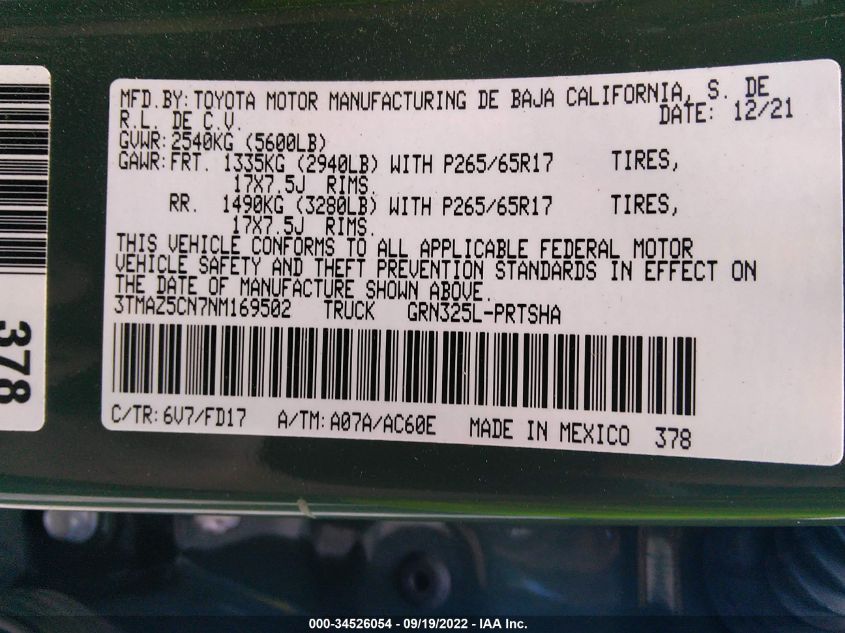 MFD.BY: TOYOTA MOTOR MANUFACTURING DE BAJA CALIFORNIA, S. DE
R.L. DE C.V. DATE: 12/21
GVWR: 2540KG (5600LB)
GAWR: FRT. 1335KG (2940LB) WITH P265/65R17 TIRES,
17X7.5J RIMS.
RR. 1490KG (3280LB) WITH P265/65R17 TIRES,
17X7.5J RIMS.
THIS VEHICLE CONFORMS TO ALL APPLICABLE FEDERAL MOTOR
VEHICLE SAFETY AND THEFT PREVENTION STANDARDS IN EFFECT ON
THE DATE OF MANUFACTURE SHOWN ABOVE.
3TMAZ5CN7NM169502 TRUCK GRN325L-PRTSHA
C/TR: 6V7/FD17 A/TM: A07A/AC60E MADE IN MEXICO 378
378
000-34526054 - 09/19/2022 - IAA Inc.